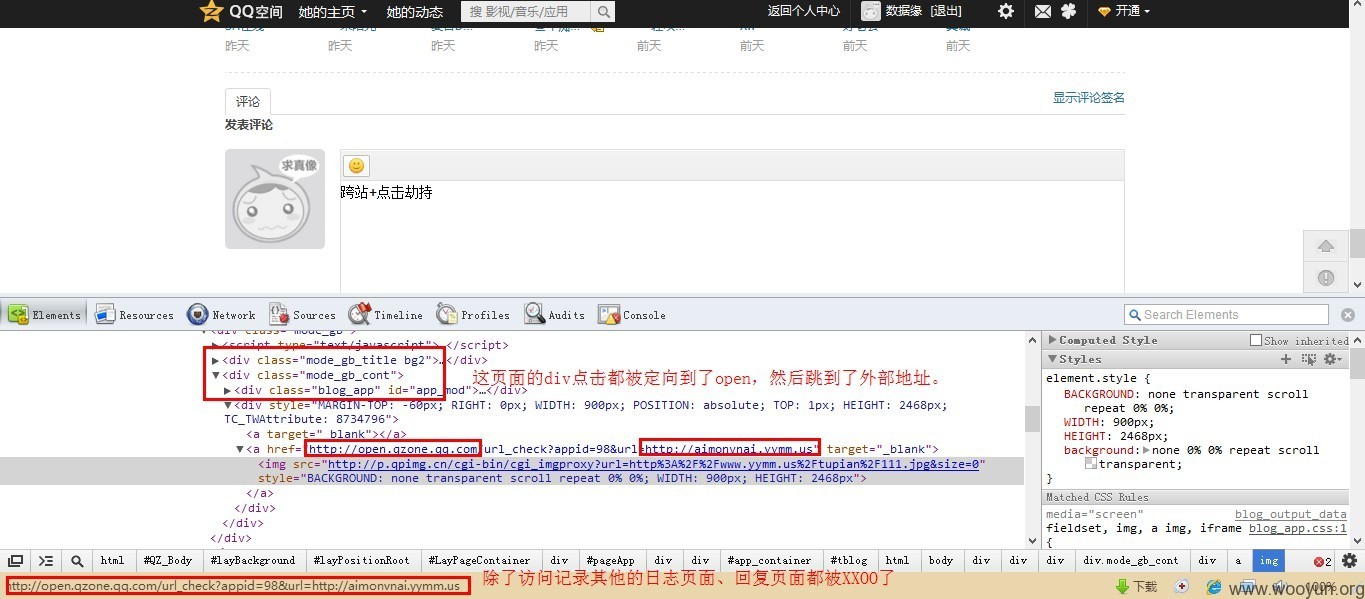 QQ空间 她的主页 她的动态 搜 影视/音乐/应用 返回个人中心 数据缘 [退出] 开通
昨天 昨天 昨天 昨天 前天 前天 前天 前天
评论 显示评论签名
发表评论
求真像
跨站+点击劫持
Elements Resources Network Sources Timeline Profiles Audits Console Search Elements
<div class="mode_gb">
▶<script type="text/javascript">…</script>
▶<div class="mode_gb_title bg2">…</div>
▼<div class="mode_gb_cont">
▶<div class="blog_app" id="app_mod">…</div>
这页面的div点击都被定向到了open，然后跳到了外部地址。
▼<div style="MARGIN-TOP: -60px; RIGHT: 0px; WIDTH: 900px; POSITION: absolute; TOP: 1px; HEIGHT: 2468px;
TC_TWAttribute: 8734796">
<a target="_blank"></a>
▼<a href="http://open.qzone.qq.com/url_check?appid=98&url=http://aimonvnai.yymm.us" target="_blank">
<img src="http://p.qpimg.cn/cgi-bin/cgi_imgproxy?url=http%3A%2F%2Fwww.yymm.us%2Ftupian%2F111.jpg&size=0"
style="BACKGROUND: none transparent scroll repeat 0% 0%; WIDTH: 900px; HEIGHT: 2468px">
</a>
</div>
</div>
</div>
▶Computed Style Show inherited
▼Styles
element.style {
BACKGROUND: none transparent scroll
repeat 0% 0%;
WIDTH: 900px;
HEIGHT: 2468px;
background:▶none 0% 0% repeat scroll
transparent;
}
Matched CSS Rules
media="screen" blog_output_data
fieldset, img, a img, iframe blog_app.css:1
{
html #QZ_Body #layBackground #layPositionRoot #LayPageContainer div #pageApp div div #app_container #tblog html body div div div div.mode_gb_cont div a img 2
http://open.qzone.qq.com/url_check?appid=98&url=http://aimonvnai.yymm.us
除了访问记录其他的日志页面、回复页面都被XXOO了
下载 100%
www.wooyun.org